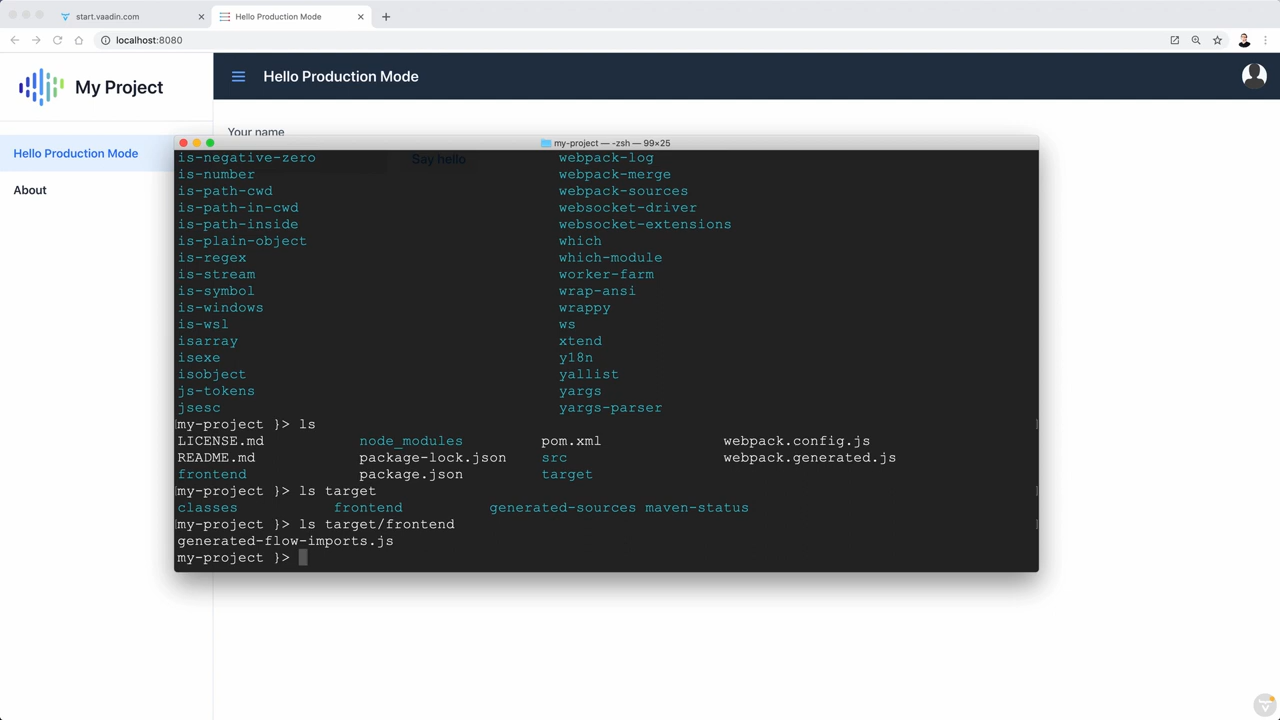 start.vaadin.com
Hello Production Mode
localhost:8080
My Project
Hello Production Mode
Your name
Hello Production Mode
About
Say hello
my-project — -zsh — 99×25
is-negative-zero webpack-log
is-number webpack-merge
is-path-cwd webpack-sources
is-path-in-cwd websocket-driver
is-path-inside websocket-extensions
is-plain-object which
is-regex which-module
is-stream worker-farm
is-symbol wrap-ansi
is-windows wrappy
is-wsl ws
isarray xtend
isexe y18n
isobject yallist
js-tokens yargs
jsesc yargs-parser
my-project }> ls
LICENSE.md node_modules pom.xml webpack.config.js
README.md package-lock.json src webpack.generated.js
frontend package.json target
my-project }> ls target
classes frontend generated-sources maven-status
my-project }> ls target/frontend
generated-flow-imports.js
my-project }>